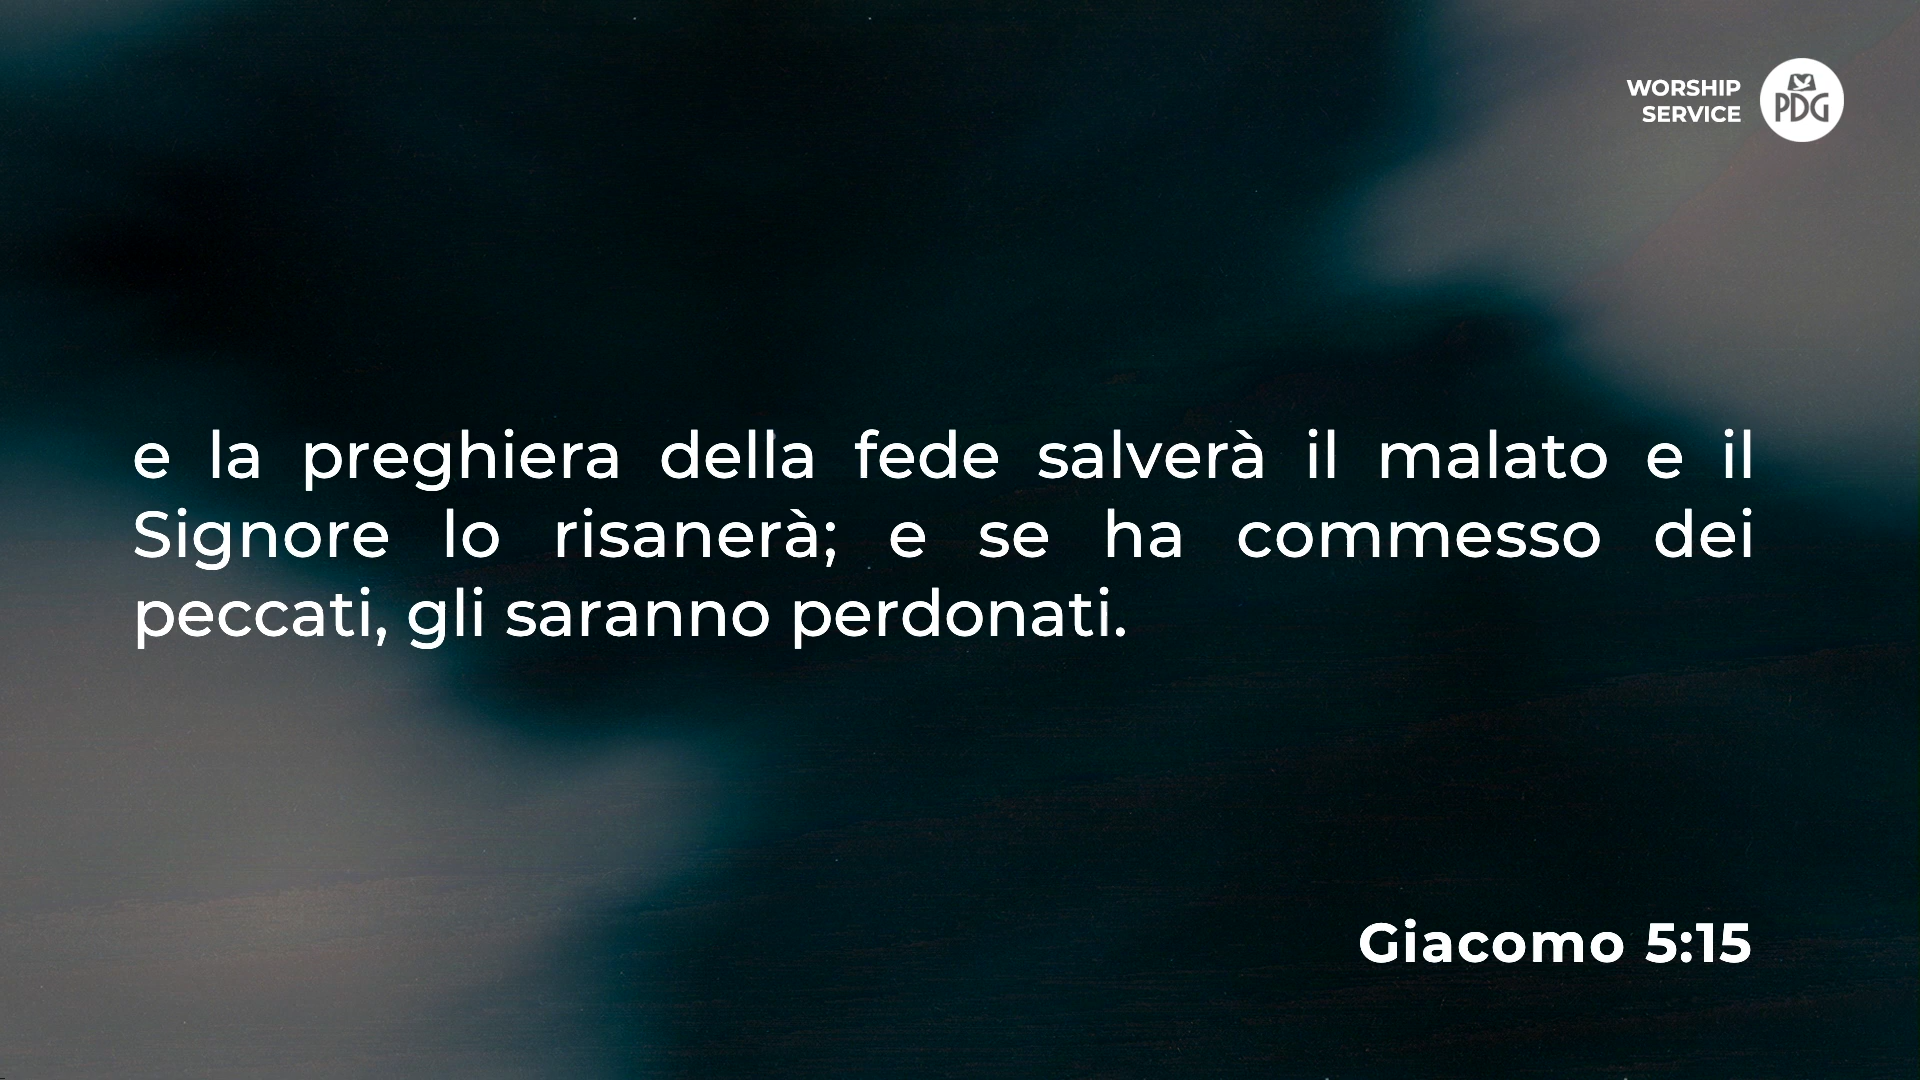 WORSHIP
SERVICE
PDG
e la preghiera della fede salverà il malato e il
Signore lo risanerà; e se ha commesso dei
peccati, gli saranno perdonati.
Giacomo 5:15